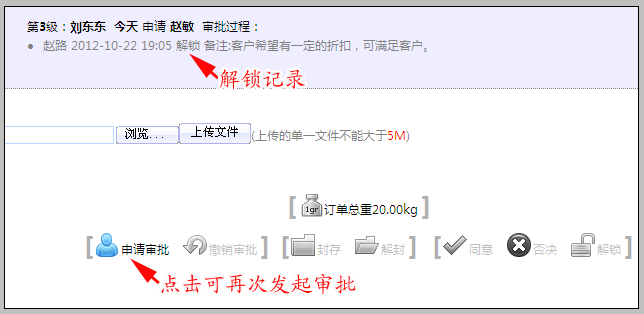 第3级：刘东东 今天 申请 赵敏 审批过程：
● 赵路 2012-10-22 19:05 解锁 备注:客户希望有一定的折扣，可满足客户。
解锁记录
浏览... 上传文件 (上传的单一文件不能大于5M)
[ 1gr 订单总重20.00kg ]
[ 申请审批 撤销审批 ] [ 封存 解封 ] [ 同意 否决 解锁 ]
点击可再次发起审批